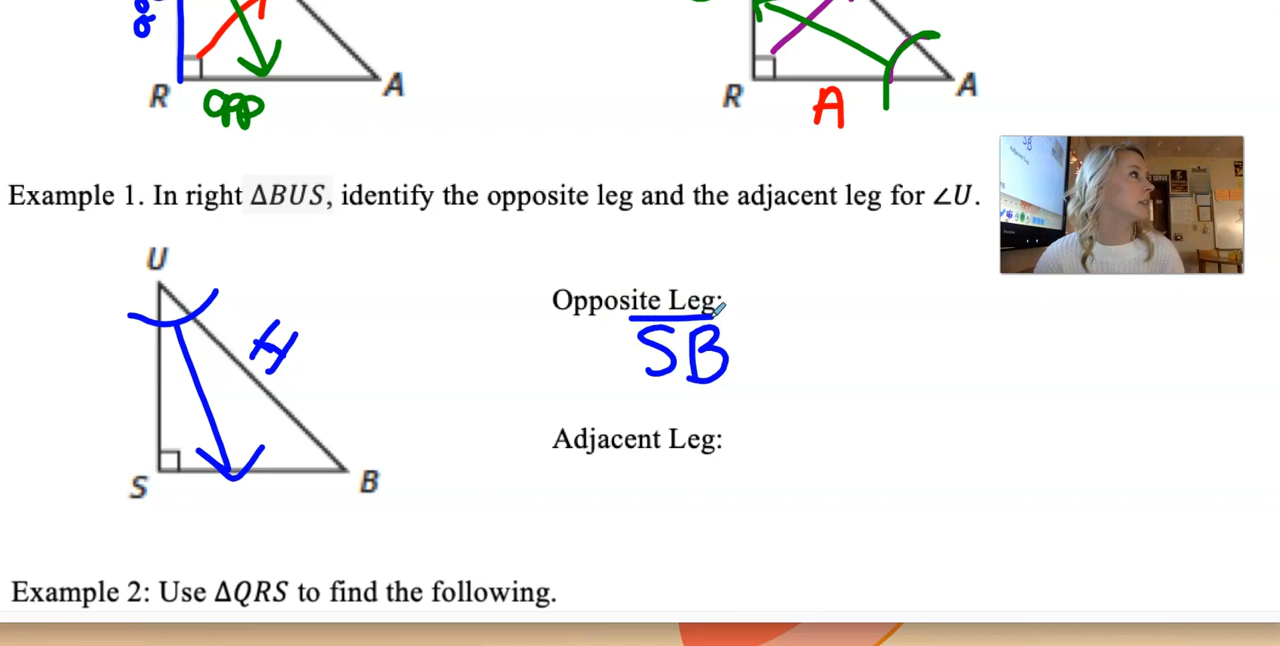 R
opp
A
R
A
A
Example 1. In right ΔBUS, identify the opposite leg and the adjacent leg for ∠U.
U
H
S
B
Opposite Leg:
SB
Adjacent Leg:
Example 2: Use ΔQRS to find the following.